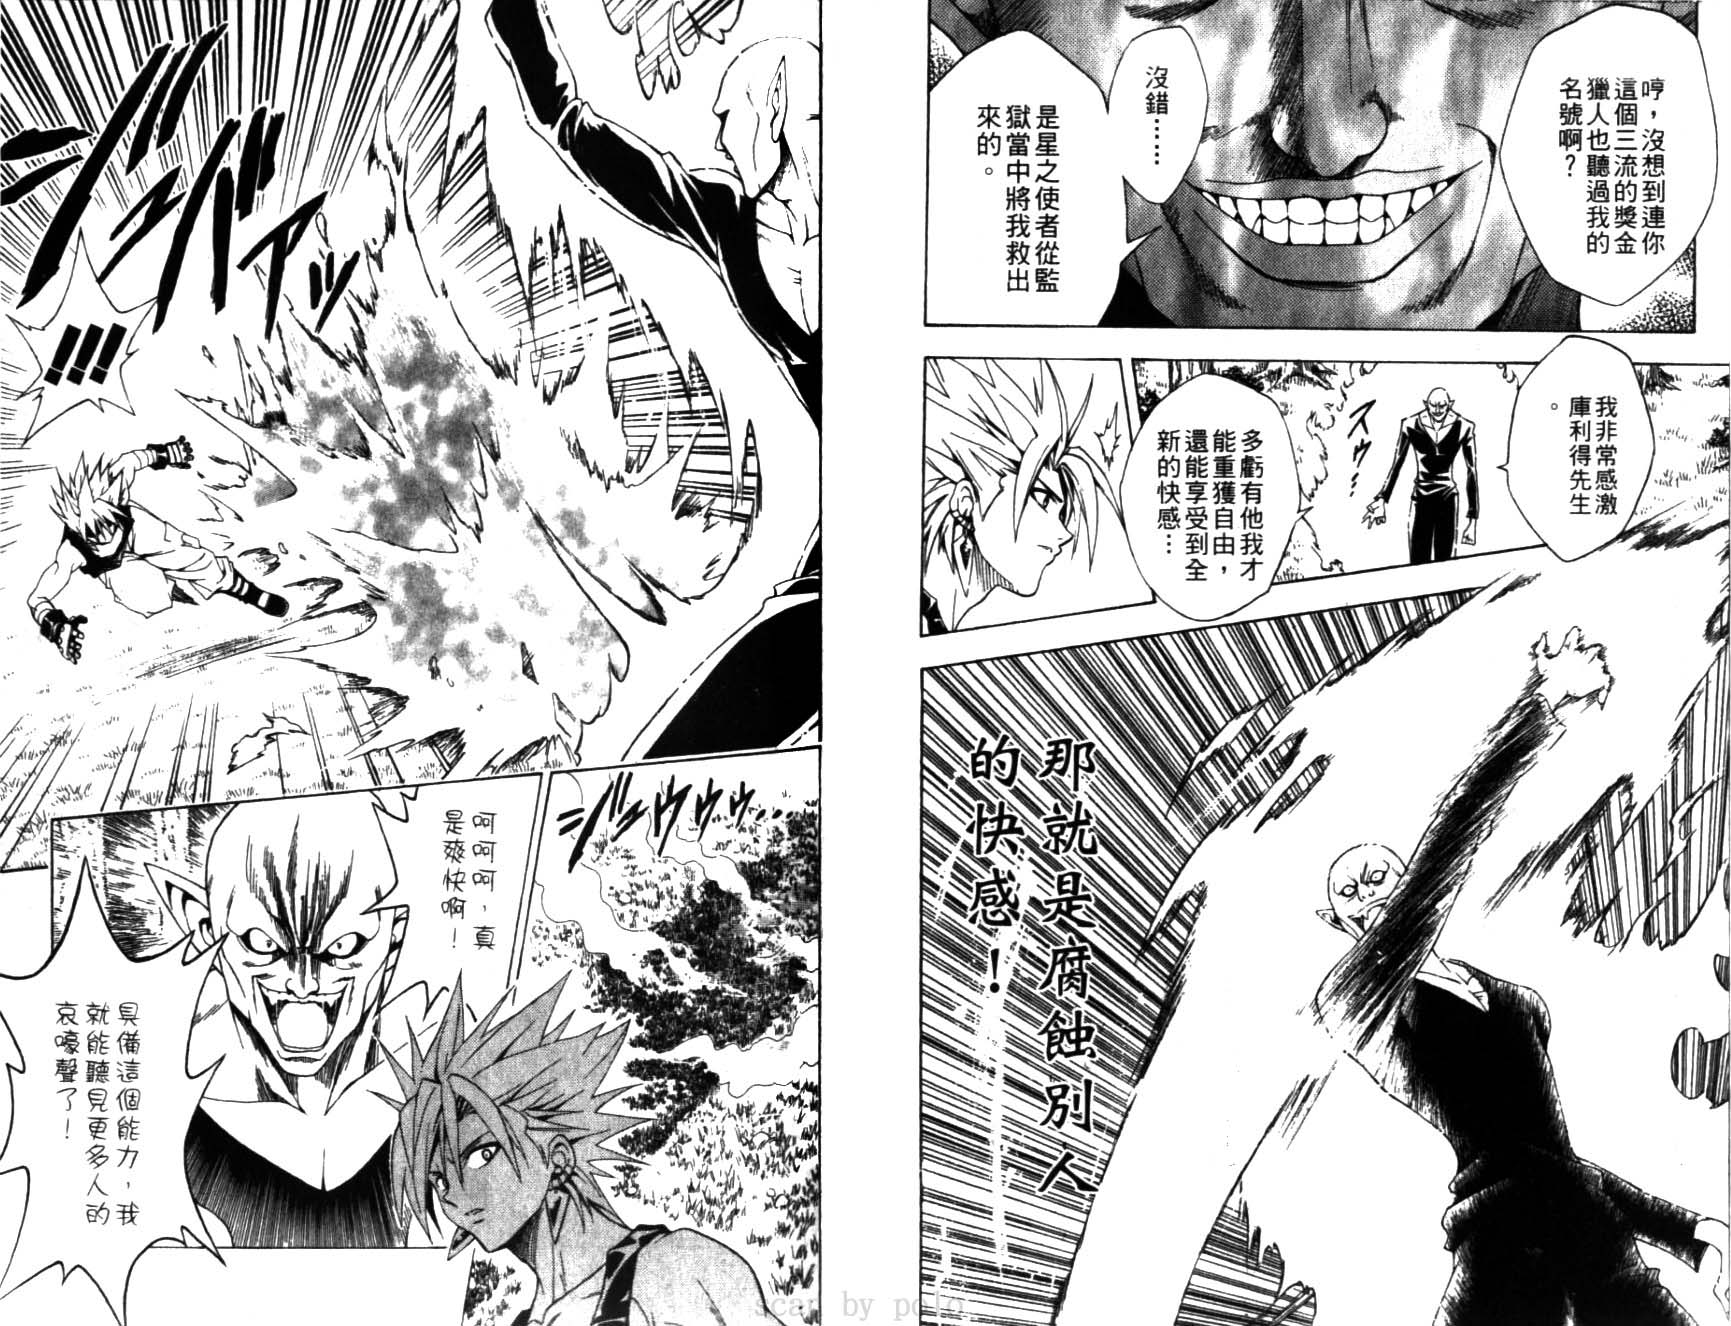 哼，沒想到連你
這個三流的獎金
獵人也聽過我的
名號啊？
沒錯……
是星之使者從監
獄當中將我救出
來的。
我非常感激
庫利得先生
。
スゥ
多虧有他我才
能重獲自由，
還能享受到全
新的快感…
那就是腐蝕別人
的快感！
ジュバァッ
!!!
ジュゥゥゥ…
呵呵呵，真
是爽快啊！
具備這個能力，我
就能聽見更多人的
哀嚎聲了！
scan by polo